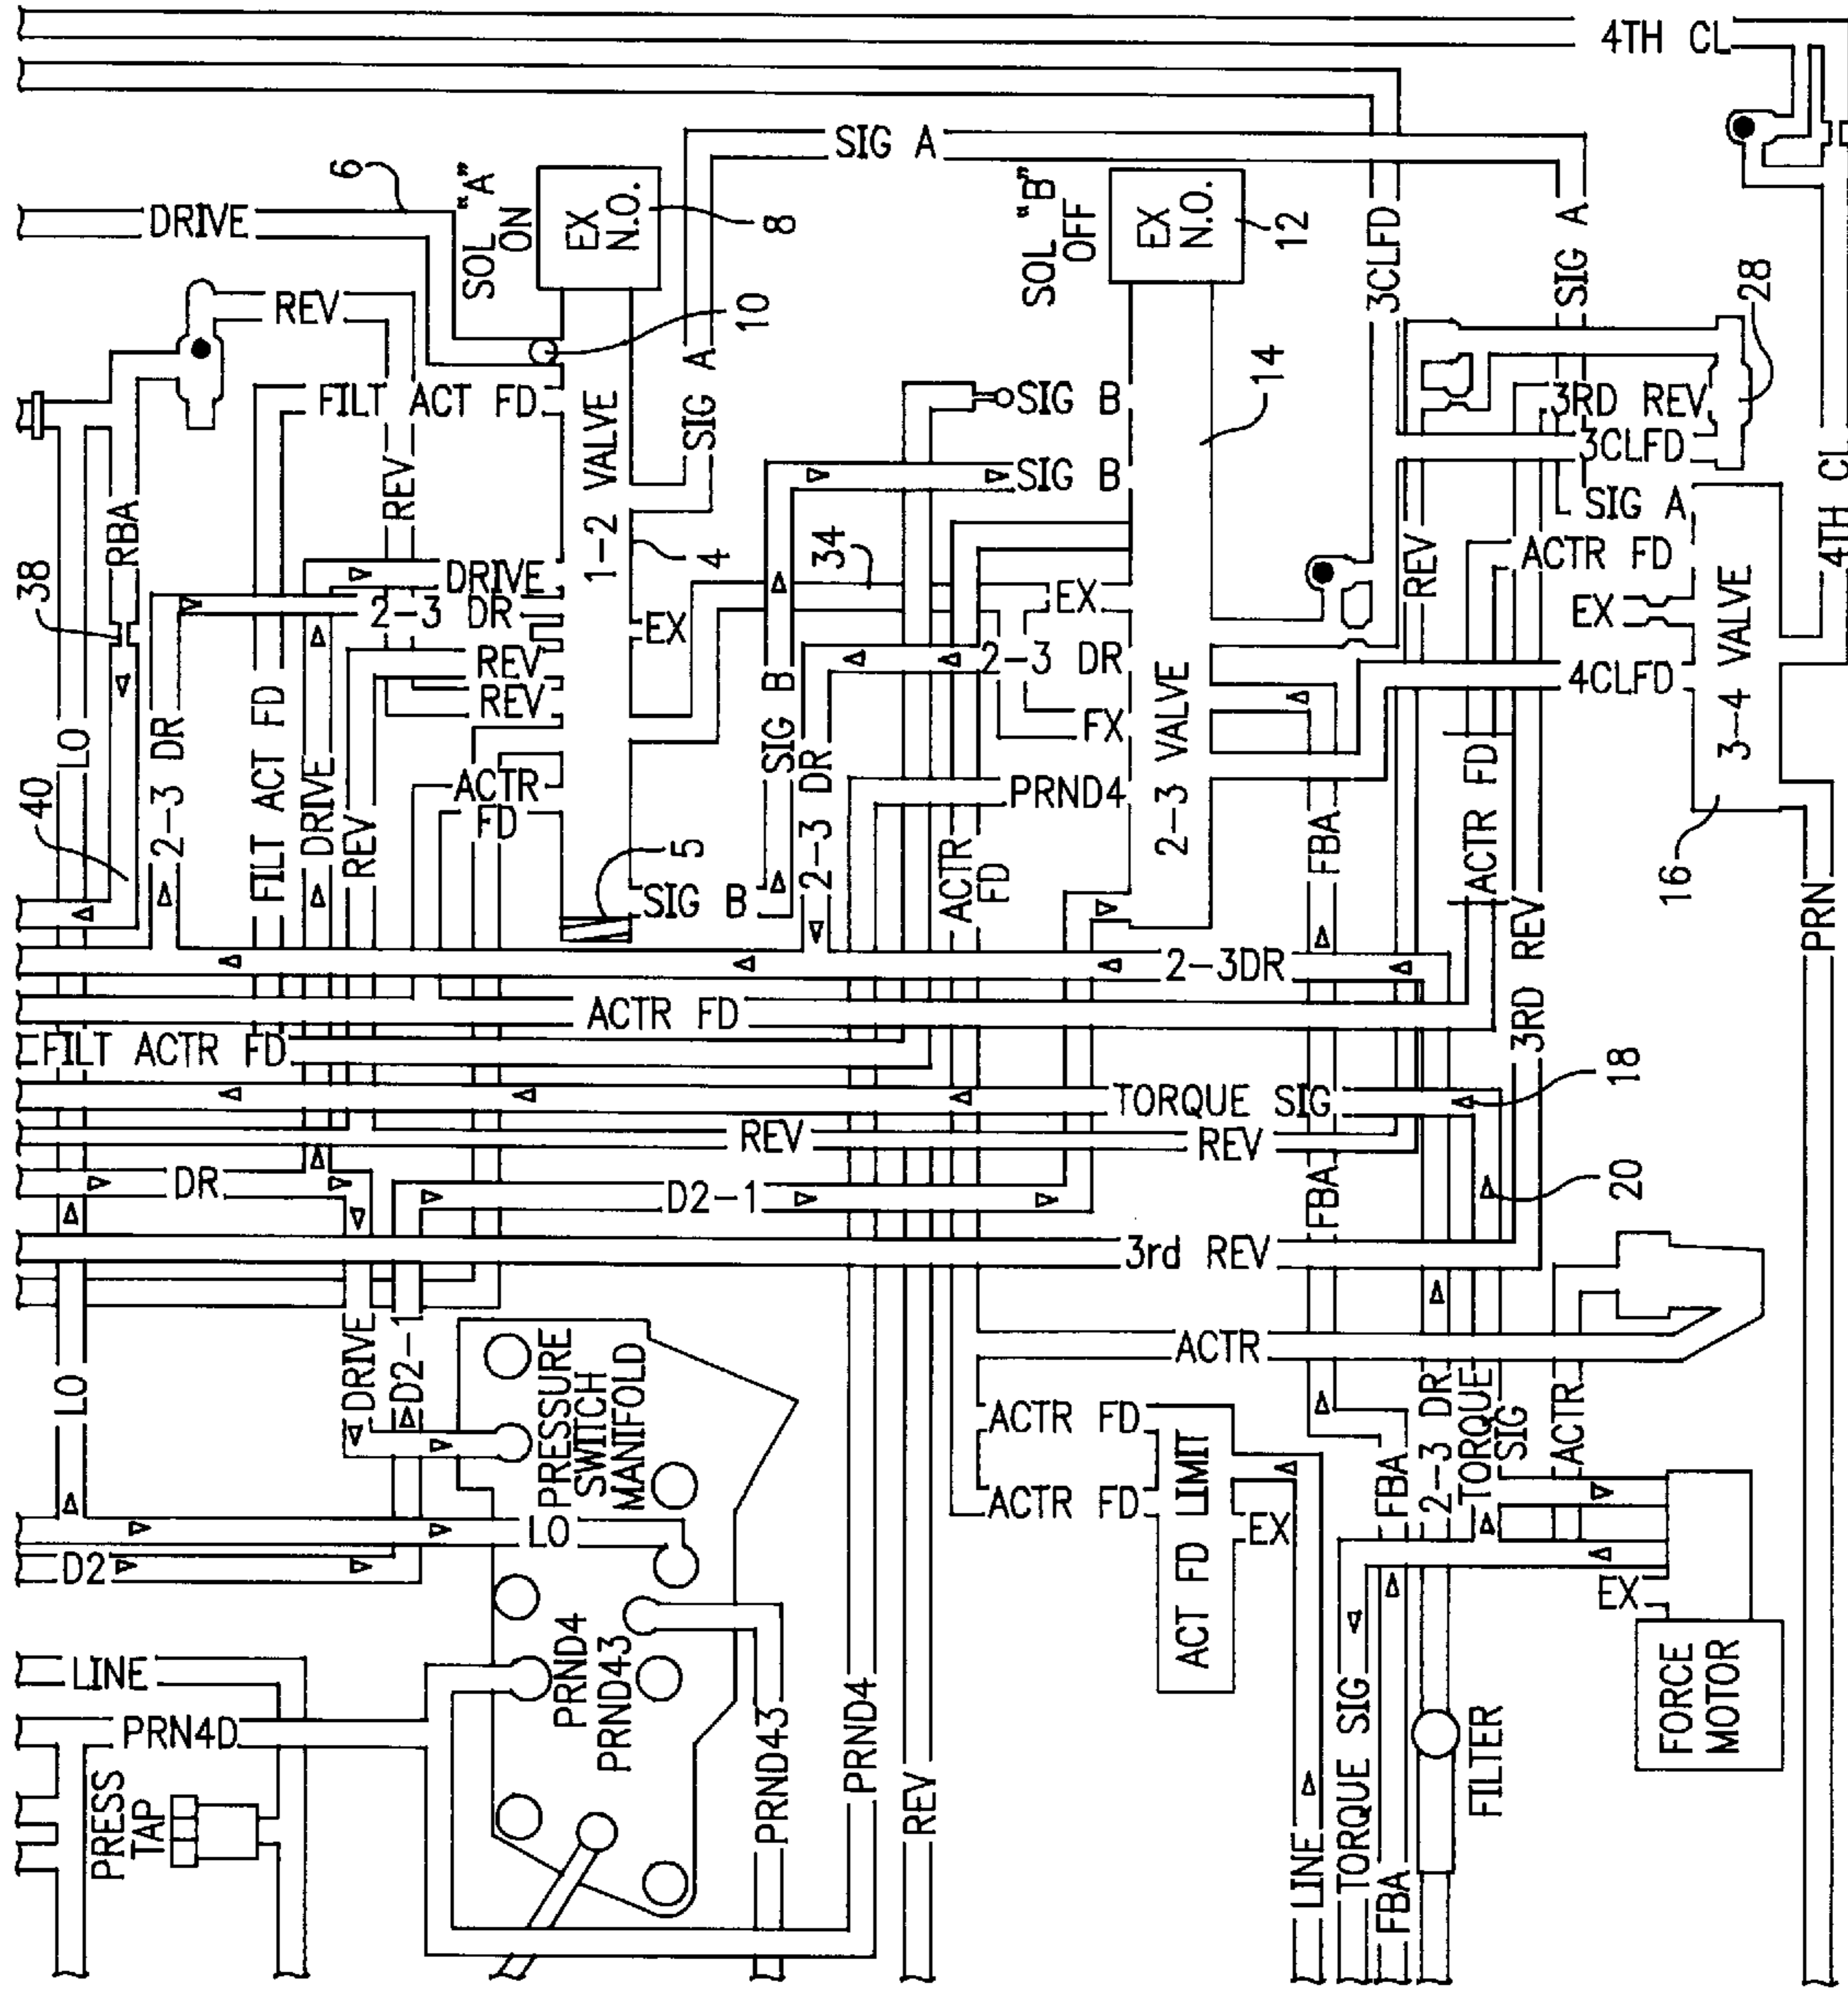 4TH CL
SIG A
6
"A"
SOL
ON
EX
N.O.
8
DRIVE
"B"
SOL
OFF
EX
N.O.
12
3CLFD
SIG A
28
REV
10
FILT ACT FD
SIG A
SIG B
14
3RD REV
3CLFD
38
RBA
REV
1-2 VALVE
SIG B
SIG A
4TH CL
DRIVE
2-3 DR
4
34
REV
ACTR FD
REV
EX
EX
EX
REV
2-3 DR
4CLFD
3-4 VALVE
40
LO
2-3 DR
FILT ACT FD
DRIVE
REV
ACTR
FD
SIG B
2-3 DR
FX
PRND4
2-3 VALVE
5
SIG B
ACTR
FD
FBA
ACTR FD
16
PRN
2-3DR
3RD REV
ACTR FD
FILT ACTR FD
TORQUE SIG
18
REV
REV
DR
D2-1
FBA
20
3rd REV
LO
DRIVE
D2-1
PRESSURE
SWITCH
MANIFOLD
ACTR
ACTR FD
2-3 DR
TORQUE
SIG
ACTR
LO
ACTR FD
ACT FD LIMIT
EX
FBA
D2
EX
LINE
PRND4
PRND43
PRN4D
PRND43
PRND4
TORQUE SIG
FORCE
MOTOR
PRESS
TAP
REV
FILTER
LINE
FBA